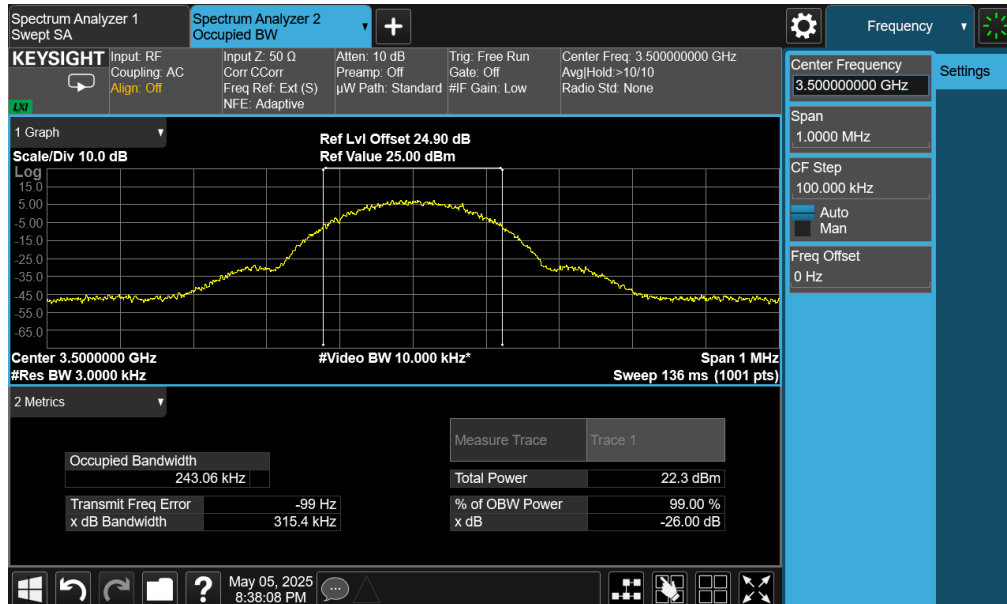 Spectrum Analyzer 1
Swept SA
Spectrum Analyzer 2
Occupied BW
Frequency
KEYSIGHT
LXI
Input: RF
Coupling: AC
Align: Off
Input Z: 50 Ω
Corr CCorr
Freq Ref: Ext (S)
NFE: Adaptive
Atten: 10 dB
Preamp: Off
µW Path: Standard
Trig: Free Run
Gate: Off
#IF Gain: Low
Center Freq: 3.500000000 GHz
Avg|Hold:>10/10
Radio Std: None
Center Frequency
3.500000000 GHz
Settings
Span
1.0000 MHz
CF Step
100.000 kHz
Auto
Man
Freq Offset
0 Hz
1 Graph
Scale/Div 10.0 dB
Ref Lvl Offset 24.90 dB
Ref Value 25.00 dBm
Log
15.0
5.00
-5.00
-15.0
-25.0
-35.0
-45.0
-55.0
-65.0
Center 3.5000000 GHz
#Res BW 3.0000 kHz
#Video BW 10.000 kHz*
Span 1 MHz
Sweep 136 ms (1001 pts)
2 Metrics
Measure Trace Trace 1
Occupied Bandwidth
243.06 kHz
Total Power 22.3 dBm
Transmit Freq Error -99 Hz
% of OBW Power 99.00 %
x dB Bandwidth 315.4 kHz
x dB -26.00 dB
?
May 05, 2025
8:38:08 PM